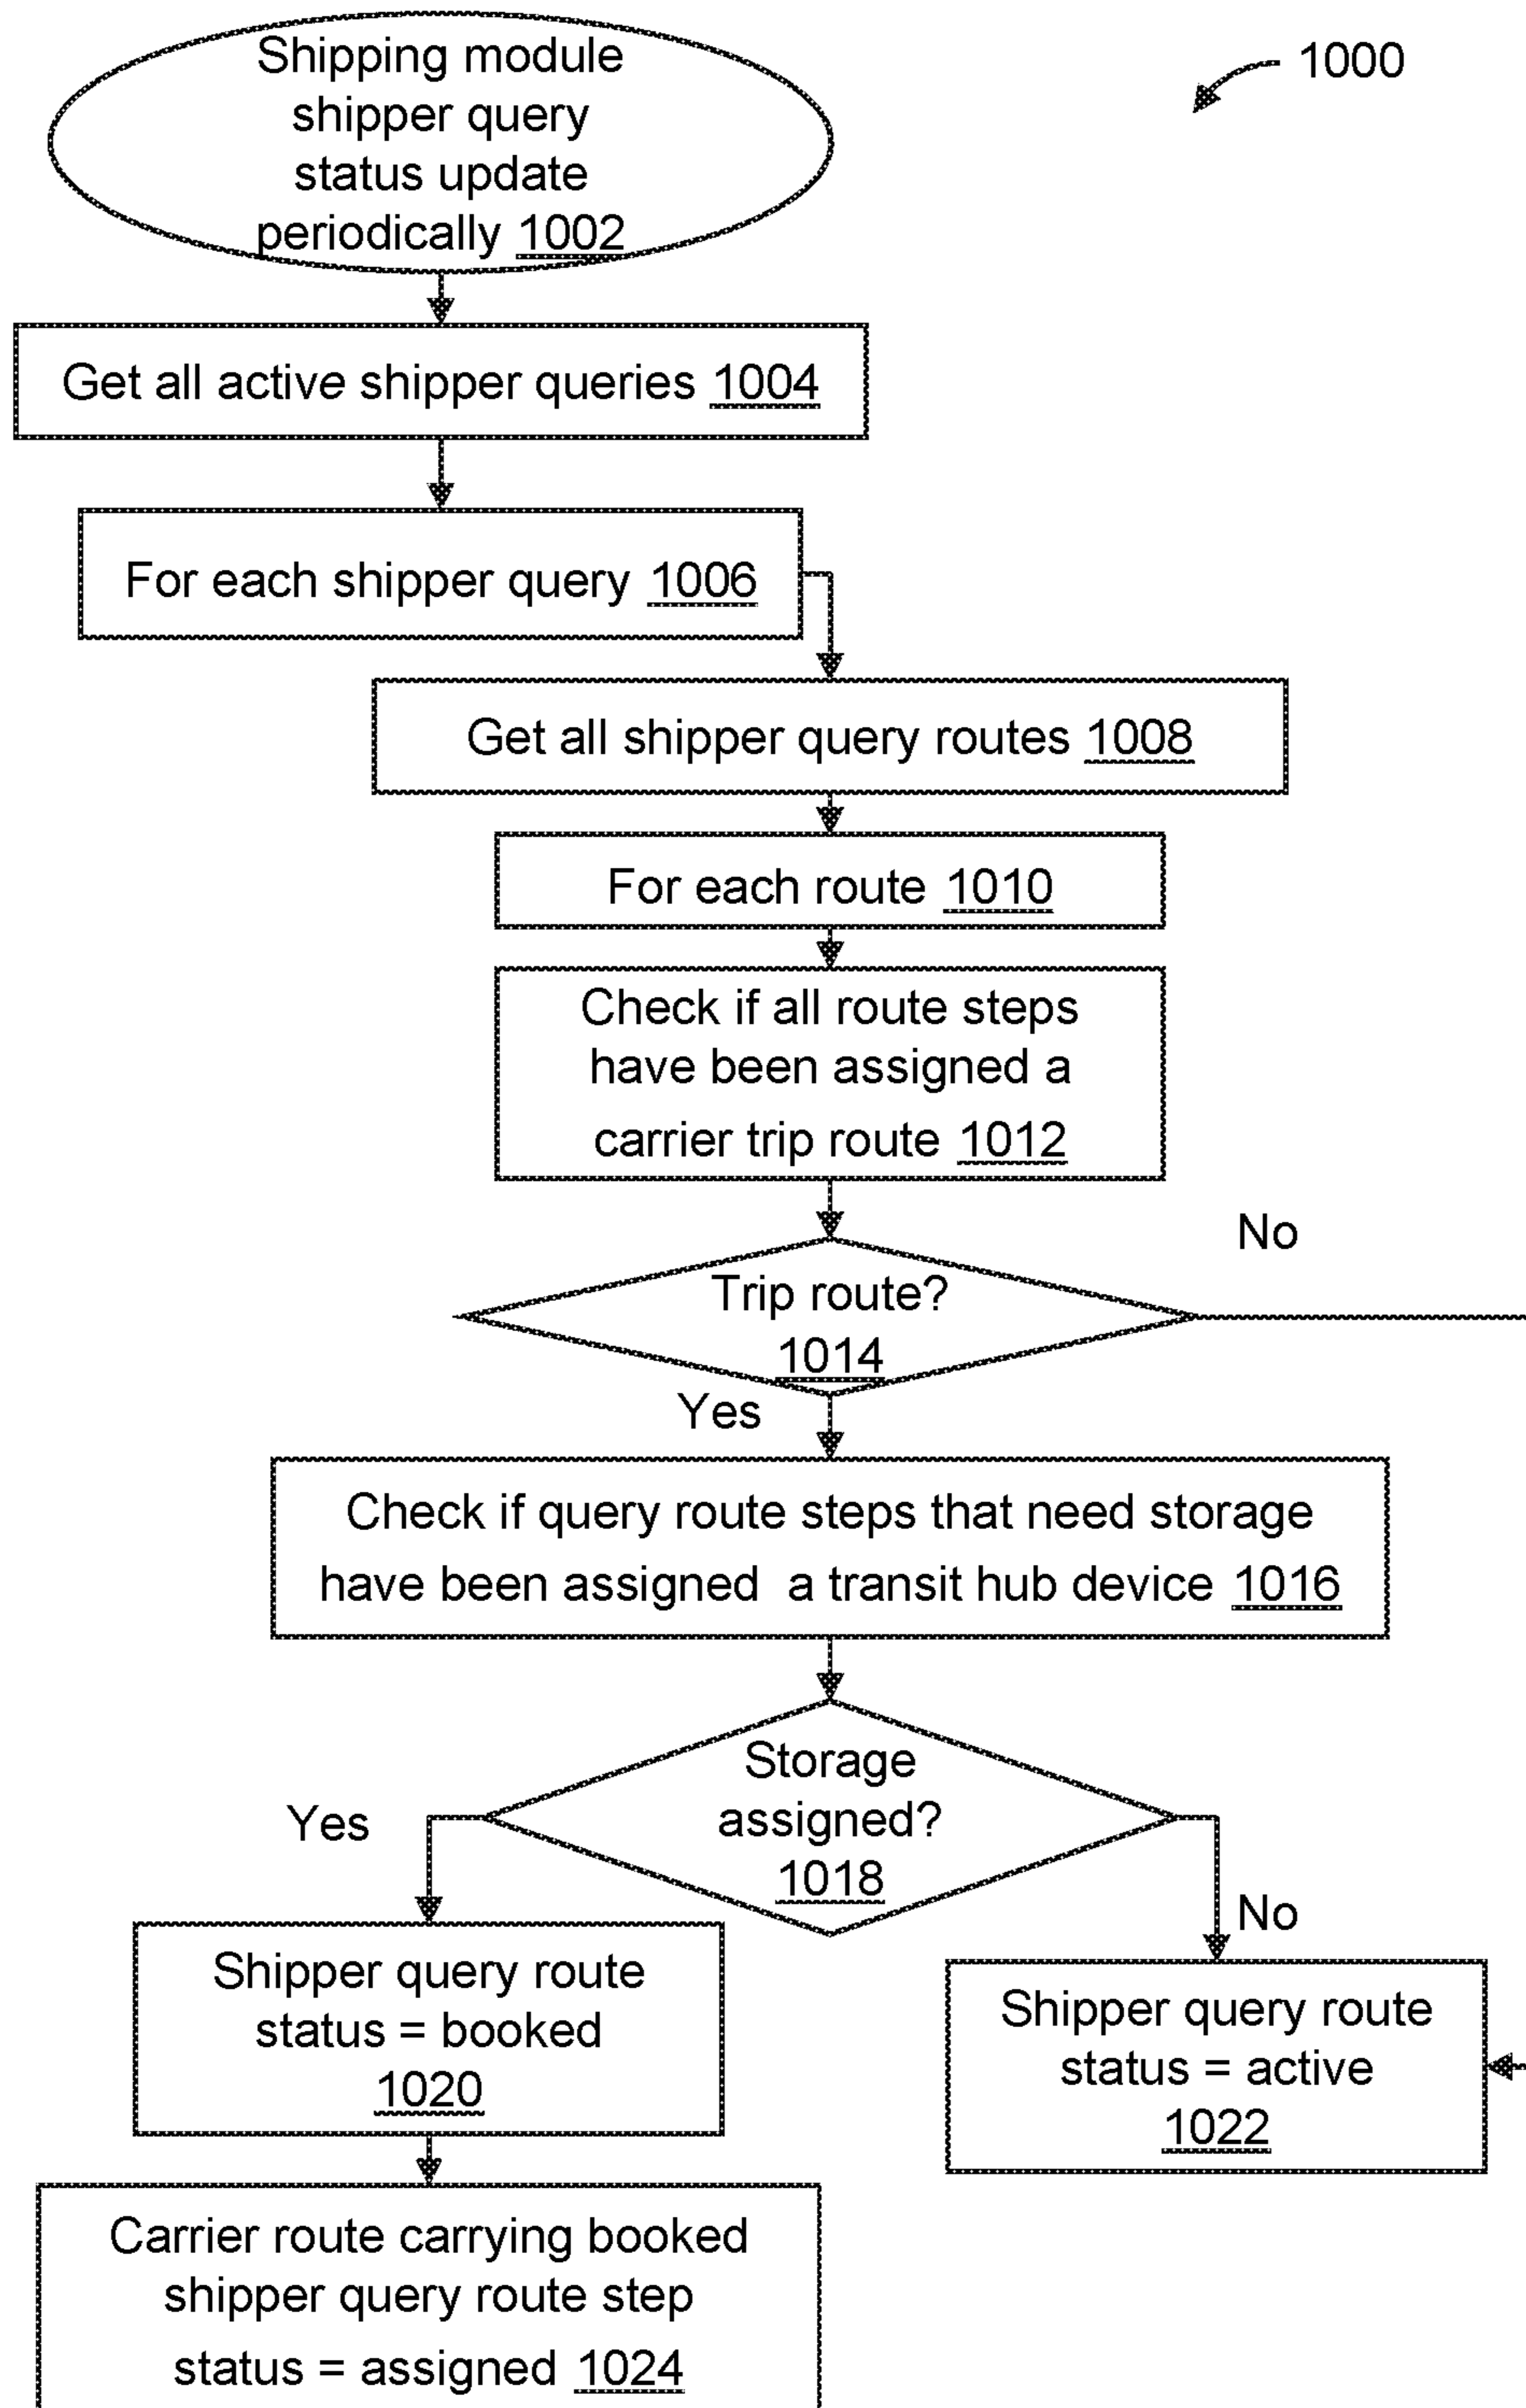 Shipping module
shipper query
status update
periodically 1002
1000
Get all active shipper queries 1004
For each shipper query 1006
Get all shipper query routes 1008
For each route 1010
Check if all route steps
have been assigned a
carrier trip route 1012
No
Trip route?
1014
Yes
Check if query route steps that need storage
have been assigned a transit hub device 1016
Storage
assigned?
1018
Yes
No
Shipper query route
status = booked
1020
Shipper query route
status = active
1022
Carrier route carrying booked
shipper query route step
status = assigned 1024